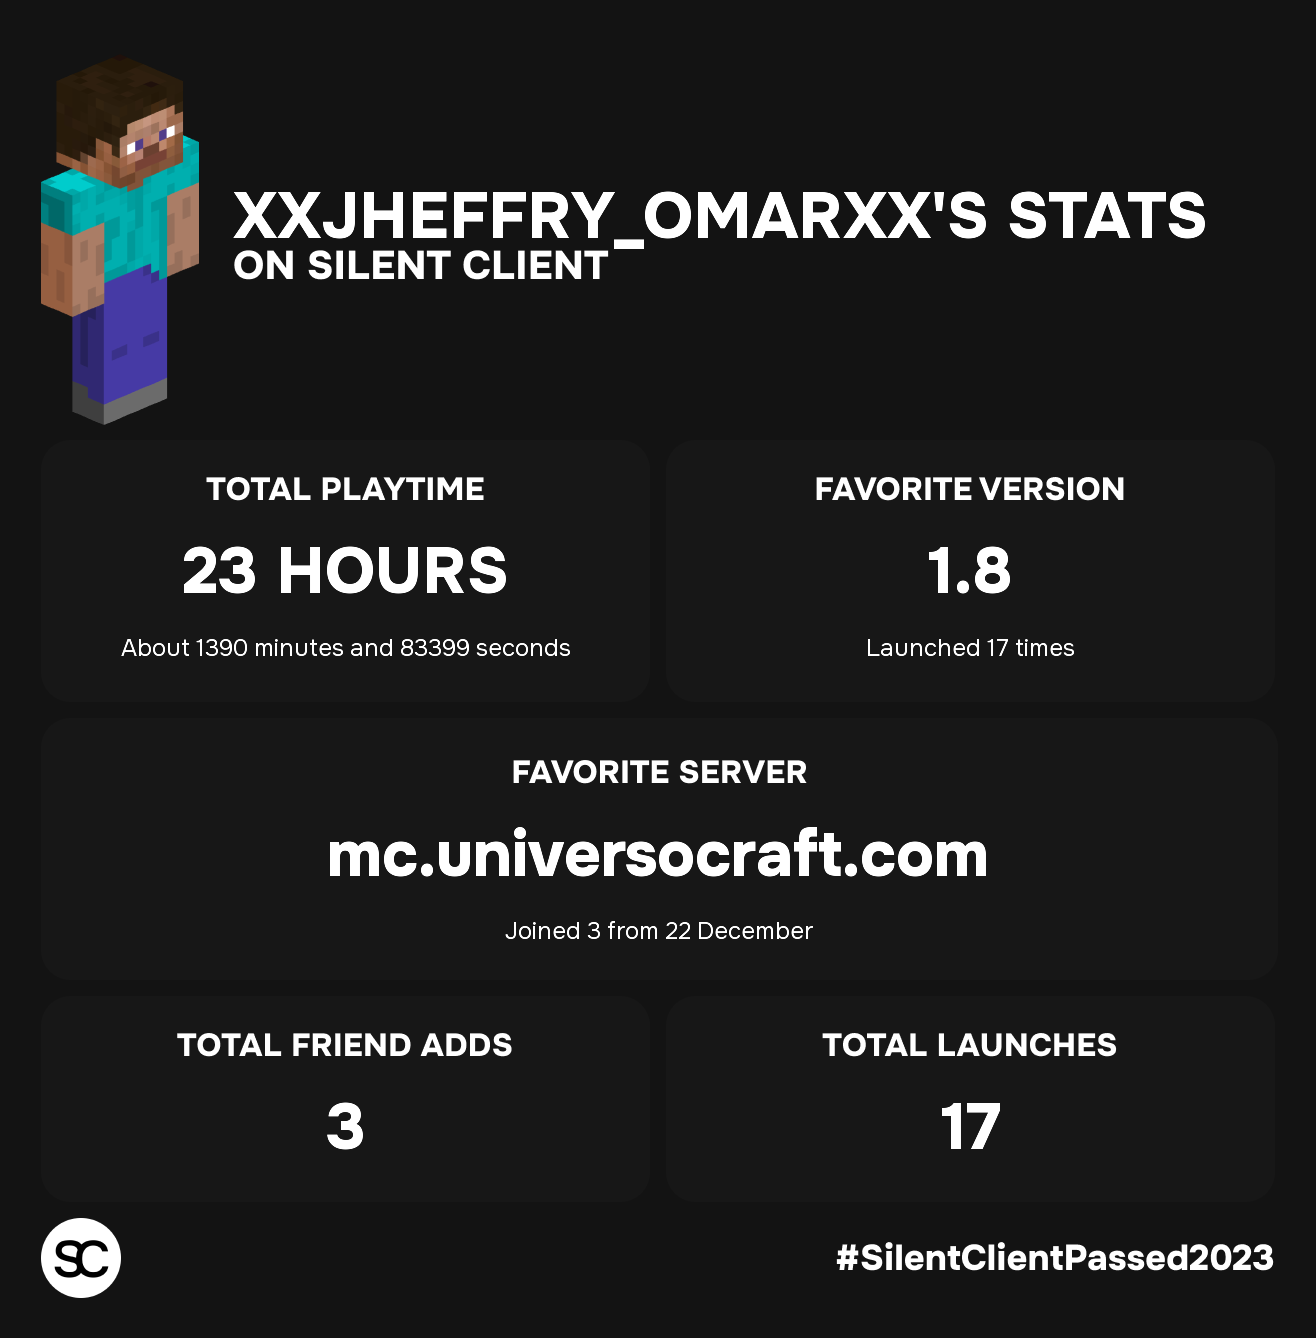 XXJHEFFRY_OMARXX'S STATS
ON SILENT CLIENT
TOTAL PLAYTIME
23 HOURS
About 1390 minutes and 83399 seconds
FAVORITE VERSION
1.8
Launched 17 times
FAVORITE SERVER
mc.universocraft.com
Joined 3 from 22 December
TOTAL FRIEND ADDS
3
TOTAL LAUNCHES
17
SC
#SilentClientPassed2023